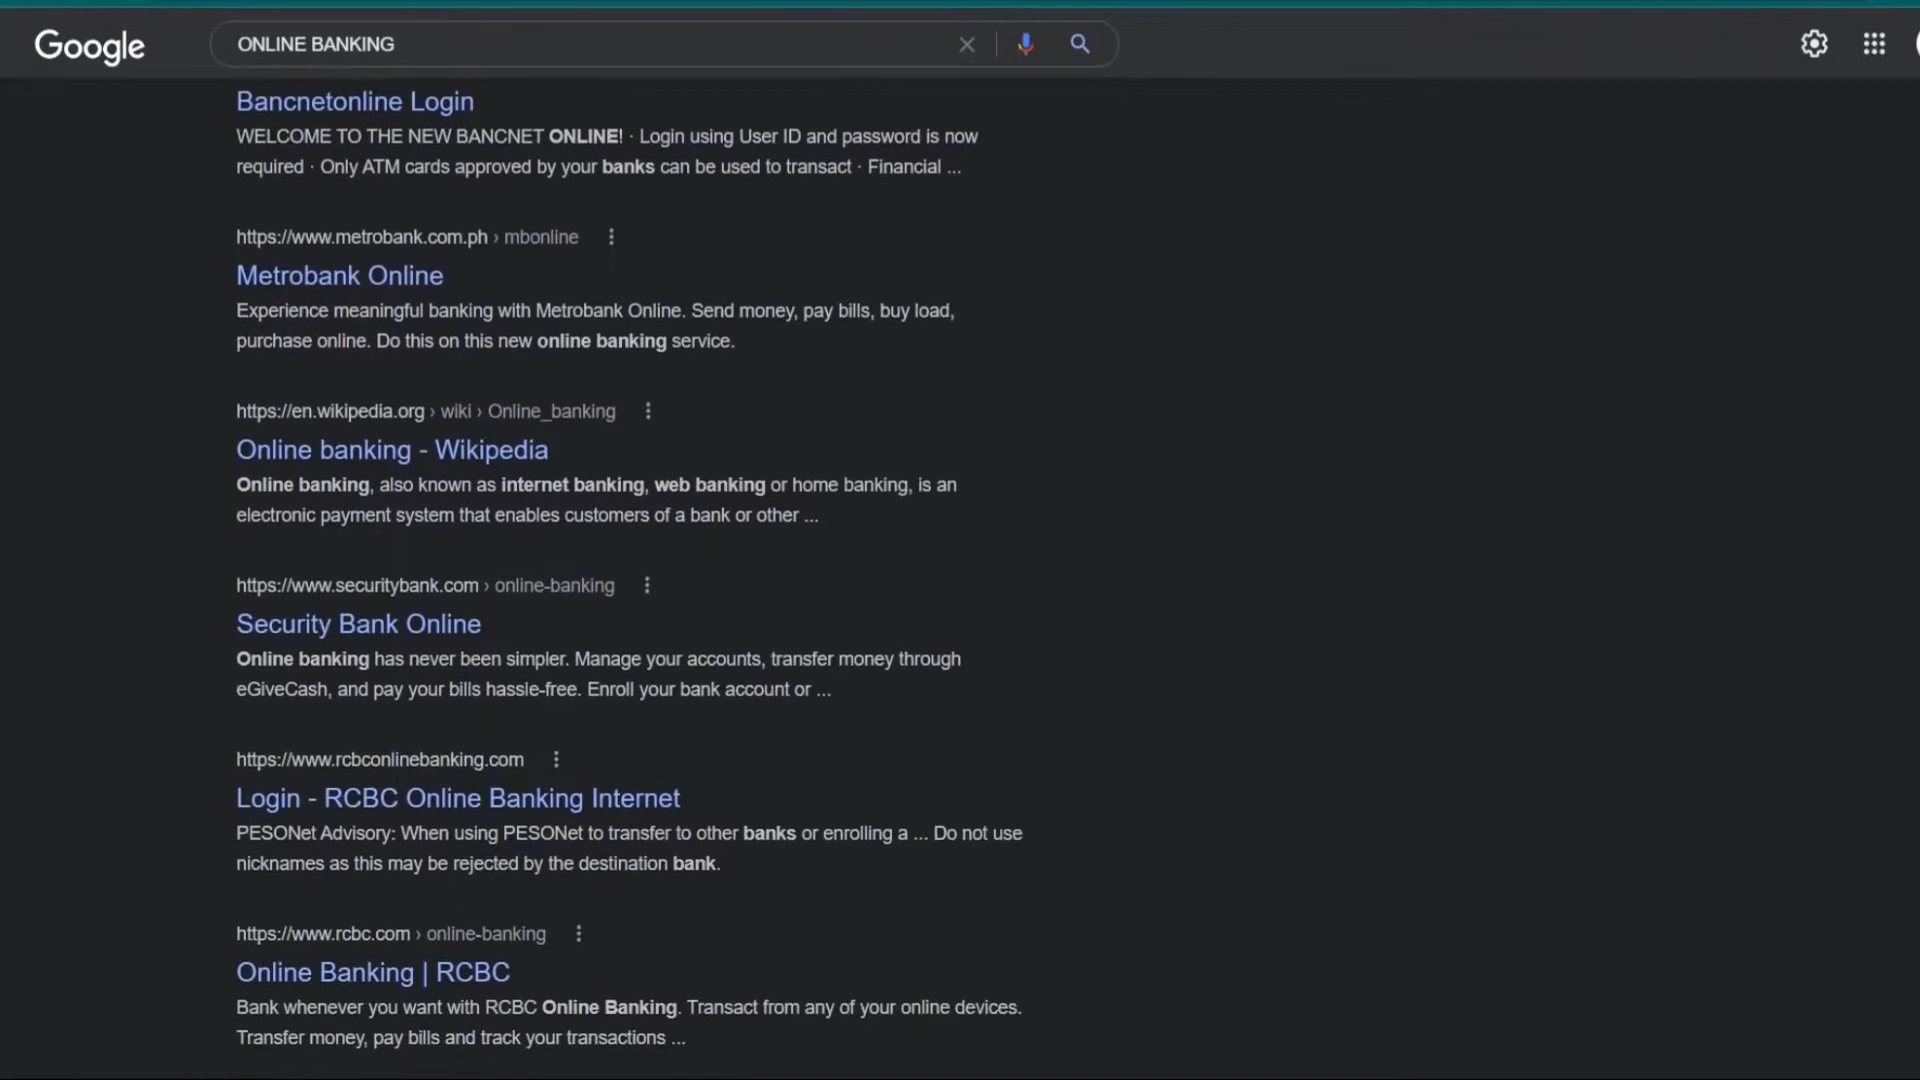 Google
ONLINE BANKING
Bancnetonline Login
WELCOME TO THE NEW BANCNET ONLINE! · Login using User ID and password is now
required · Only ATM cards approved by your banks can be used to transact · Financial ...
https://www.metrobank.com.ph › mbonline
Metrobank Online
Experience meaningful banking with Metrobank Online. Send money, pay bills, buy load,
purchase online. Do this on this new online banking service.
https://en.wikipedia.org › wiki › Online_banking
Online banking - Wikipedia
Online banking, also known as internet banking, web banking or home banking, is an
electronic payment system that enables customers of a bank or other ...
https://www.securitybank.com › online-banking
Security Bank Online
Online banking has never been simpler. Manage your accounts, transfer money through
eGiveCash, and pay your bills hassle-free. Enroll your bank account or ...
https://www.rcbconlinebanking.com
Login - RCBC Online Banking Internet
PESONet Advisory: When using PESONet to transfer to other banks or enrolling a ... Do not use
nicknames as this may be rejected by the destination bank.
https://www.rcbc.com › online-banking
Online Banking | RCBC
Bank whenever you want with RCBC Online Banking. Transact from any of your online devices.
Transfer money, pay bills and track your transactions ...